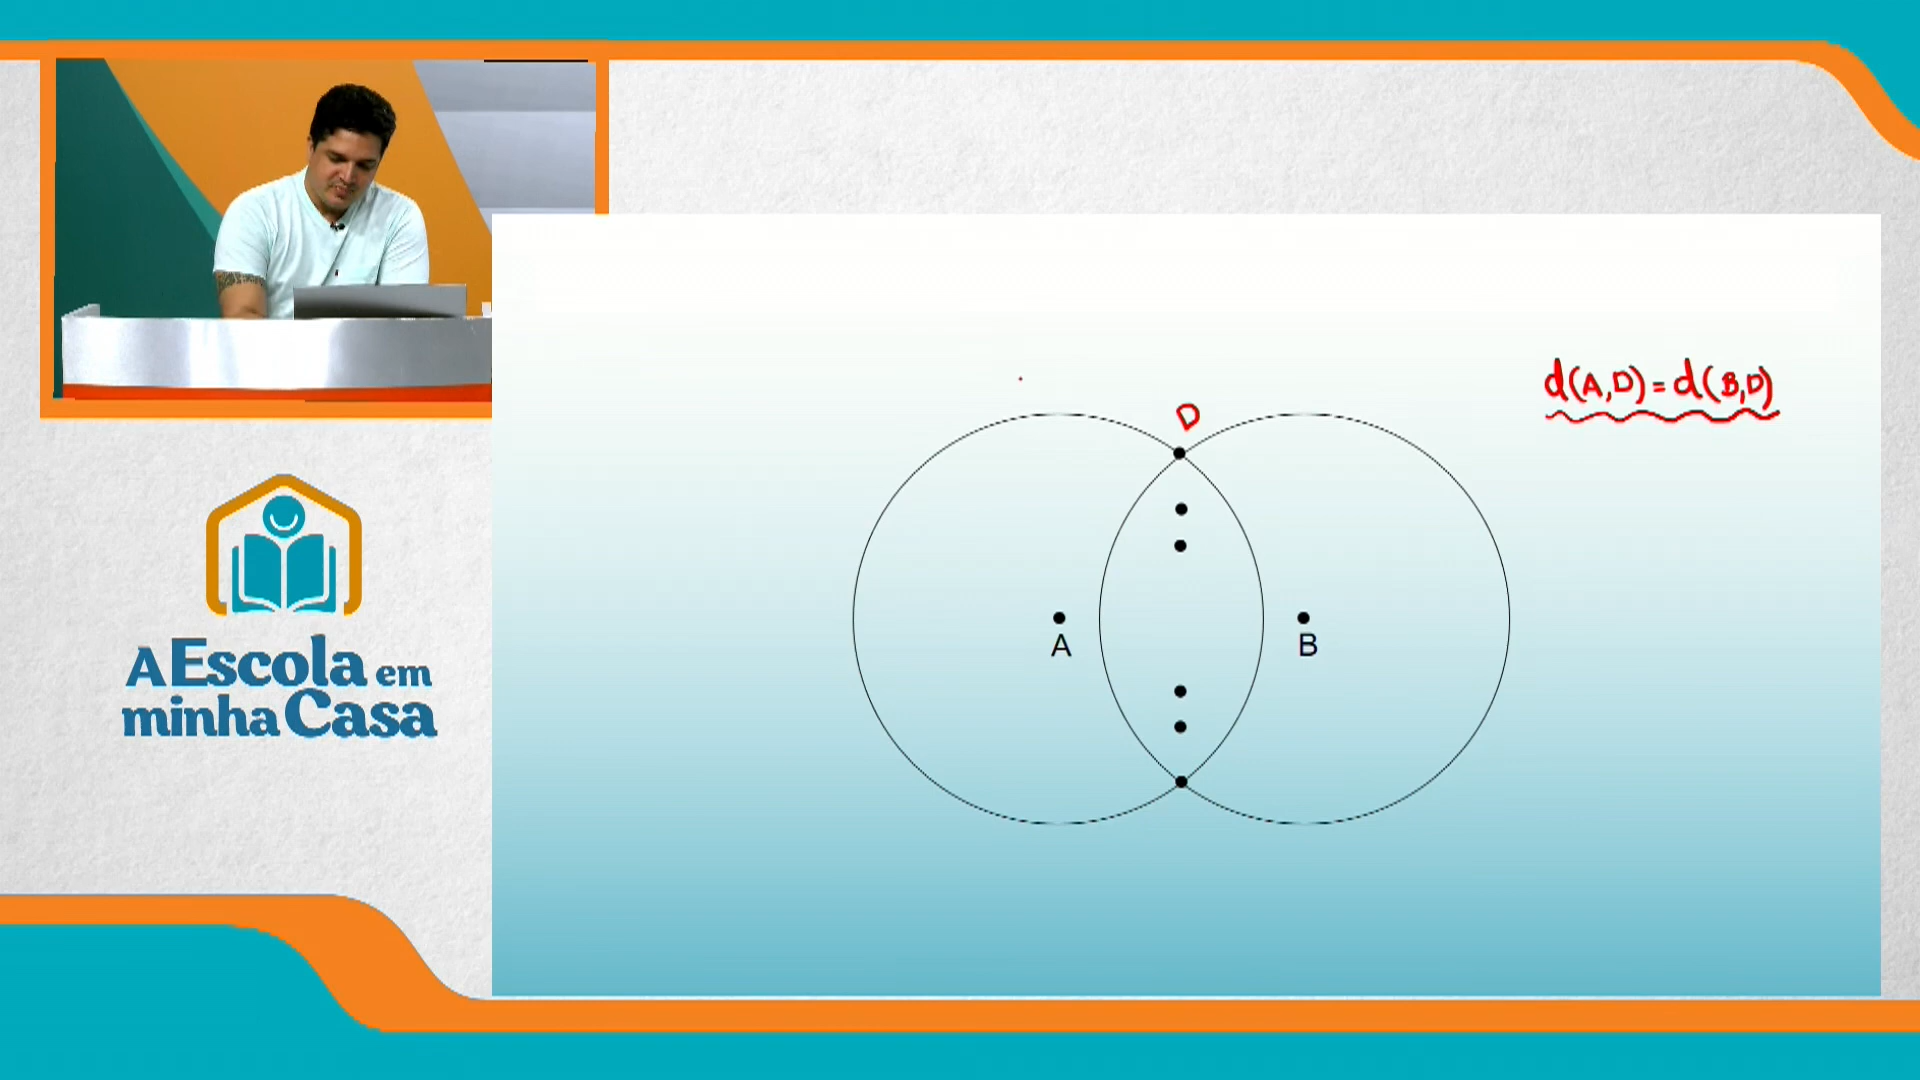 d(A,D)=d(B,D)
D
A
B
A Escola em
minha Casa